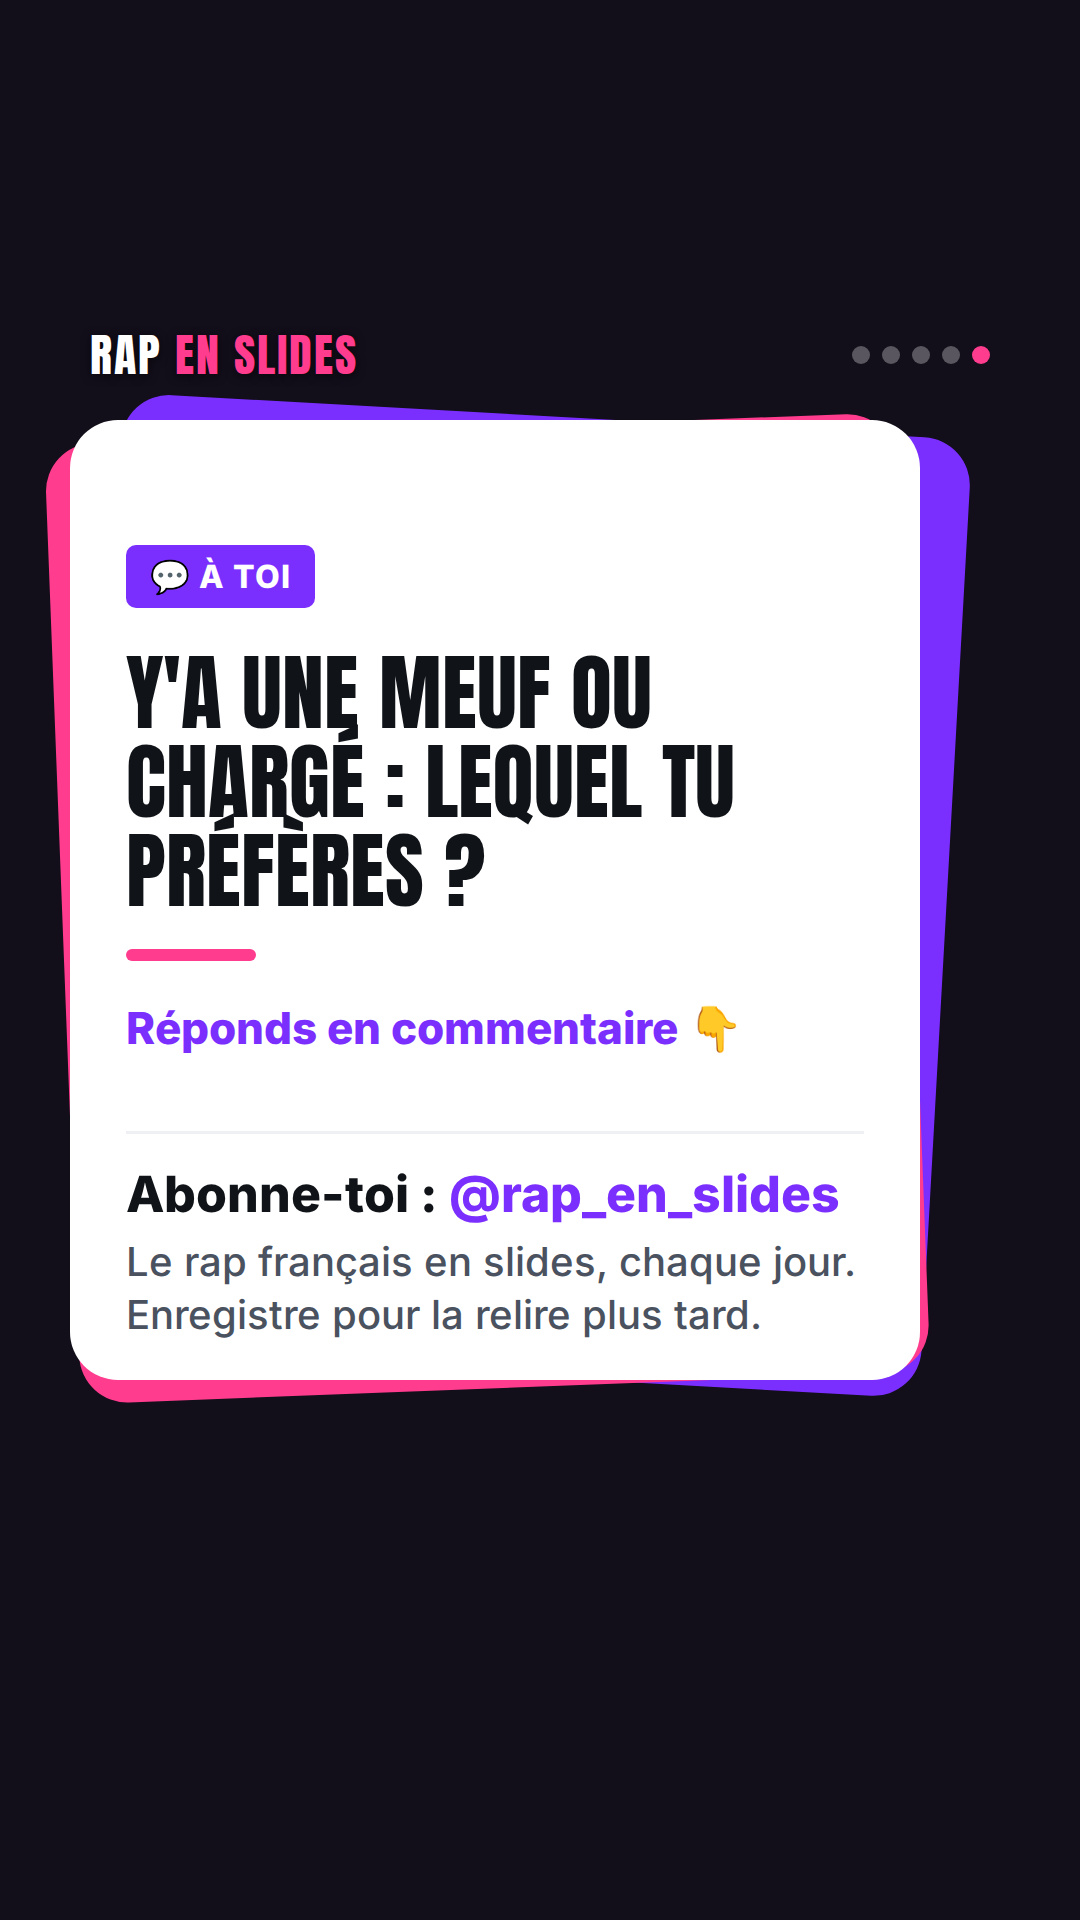 RAP EN SLIDES
💬 À TOI
Y'A UNE MEUF OU
CHARGÉ : LEQUEL TU
PRÉFÈRES ?
Réponds en commentaire 👇
Abonne-toi : @rap_en_slides
Le rap français en slides, chaque jour.
Enregistre pour la relire plus tard.